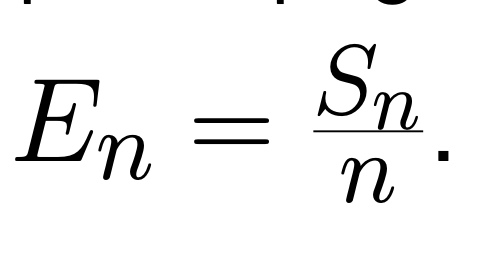 $E_n = \frac{S_n}{n}.$